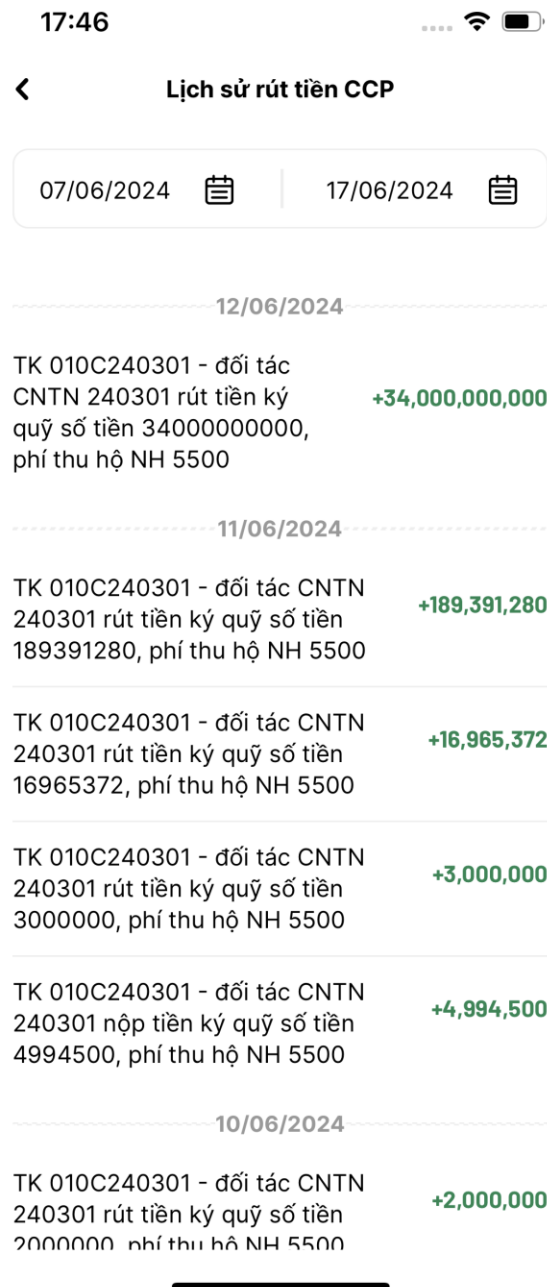 17:46
Lịch sử rút tiền CCP
07/06/2024
17/06/2024
12/06/2024
TK 010C240301 - đối tác
CNTN 240301 rút tiền ký
quỹ số tiền 34000000000,
phí thu hộ NH 5500
+34,000,000,000
11/06/2024
TK 010C240301 - đối tác CNTN
240301 rút tiền ký quỹ số tiền
189391280, phí thu hộ NH 5500
+189,391,280
TK 010C240301 - đối tác CNTN
240301 rút tiền ký quỹ số tiền
16965372, phí thu hộ NH 5500
+16,965,372
TK 010C240301 - đối tác CNTN
240301 rút tiền ký quỹ số tiền
3000000, phí thu hộ NH 5500
+3,000,000
TK 010C240301 - đối tác CNTN
240301 nộp tiền ký quỹ số tiền
4994500, phí thu hộ NH 5500
+4,994,500
10/06/2024
TK 010C240301 - đối tác CNTN
240301 rút tiền ký quỹ số tiền
2000000, phí thu hộ NH 5500
+2,000,000